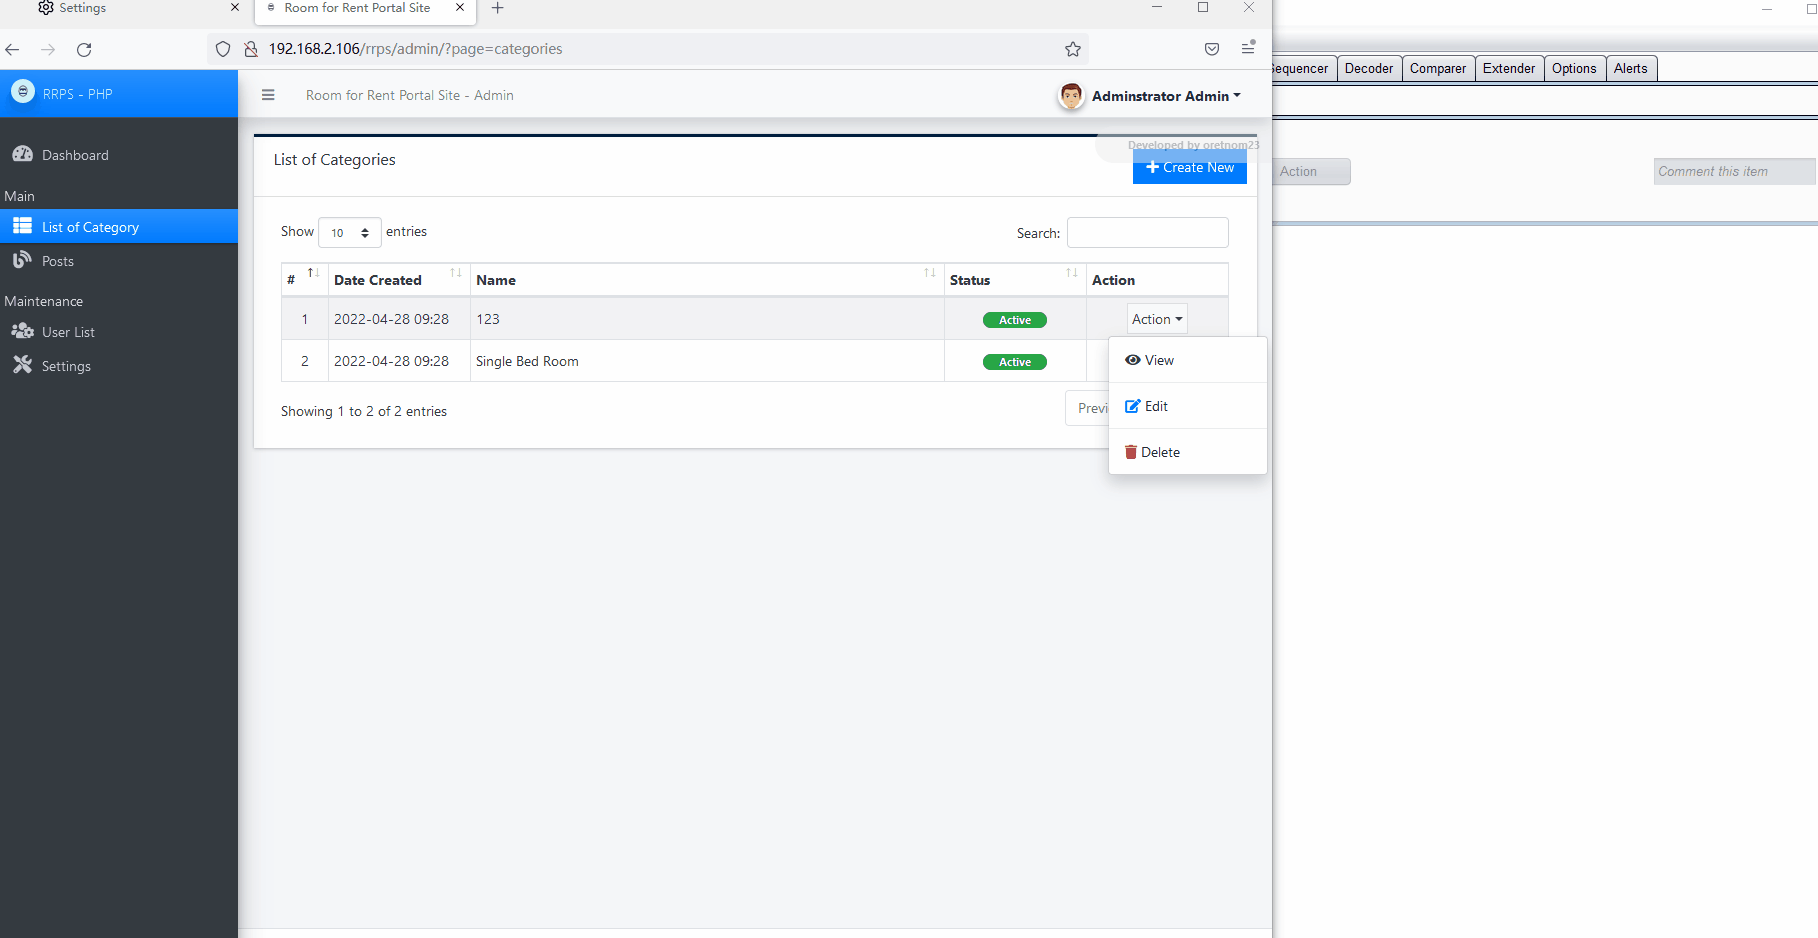 Settings
Room for Rent Portal Site
192.168.2.106/rrps/admin/?page=categories
Sequencer Decoder Comparer Extender Options Alerts
RRPS - PHP
Room for Rent Portal Site - Admin
Adminstrator Admin
Developed by oretnom23
Dashboard
List of Categories
Create New
Action
Comment this item
Main
List of Category
Show 10 entries
Search:
Posts
# Date Created Name Status Action
Maintenance
1 2022-04-28 09:28 123 Active Action
User List
2 2022-04-28 09:28 Single Bed Room Active
View
Settings
Showing 1 to 2 of 2 entries
Edit
Delete